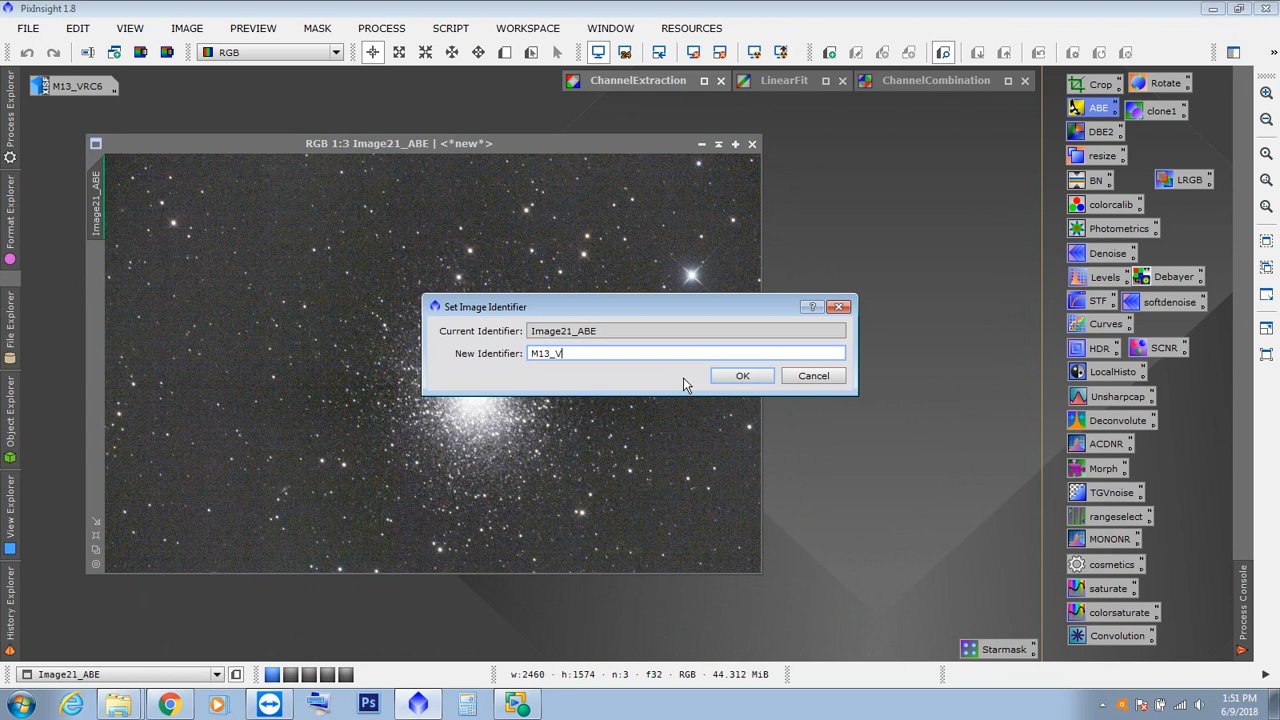 PixInsight 1.8
FILE EDIT VIEW IMAGE PROCESS PREVIEW MASK SCRIPT WORKSPACE WINDOW RESOURCES
RGB
M13_VRC6
ChannelExtraction LinearFit ChannelCombination
RGB 1:3 Image21_ABE | <*new*>
Image21_ABE
Set Image Identifier
Current Identifier: Image21_ABE
New Identifier: M13_V
OK Cancel
Process Explorer
Format Explorer
File Explorer
Object Explorer
View Explorer
History Explorer
Crop Rotate
ABE clone1
DBE2
resize
BN LRGB
colorcalib
Photometrics
Denoise
Levels Debayer
STF softdenoise
Curves
HDR SCNR
LocalHisto
Unsharpcap
Deconvolute
ACDNR
Morph
TGVnoise
rangeselect
MONONR
cosmetics
saturate
colorsaturate
Convolution
Starmask
Process Console
Image21_ABE
w:2460 · h:1574 · n:3 · f32 · RGB · 44.312 MiB
Ps
1:51 PM
6/9/2018